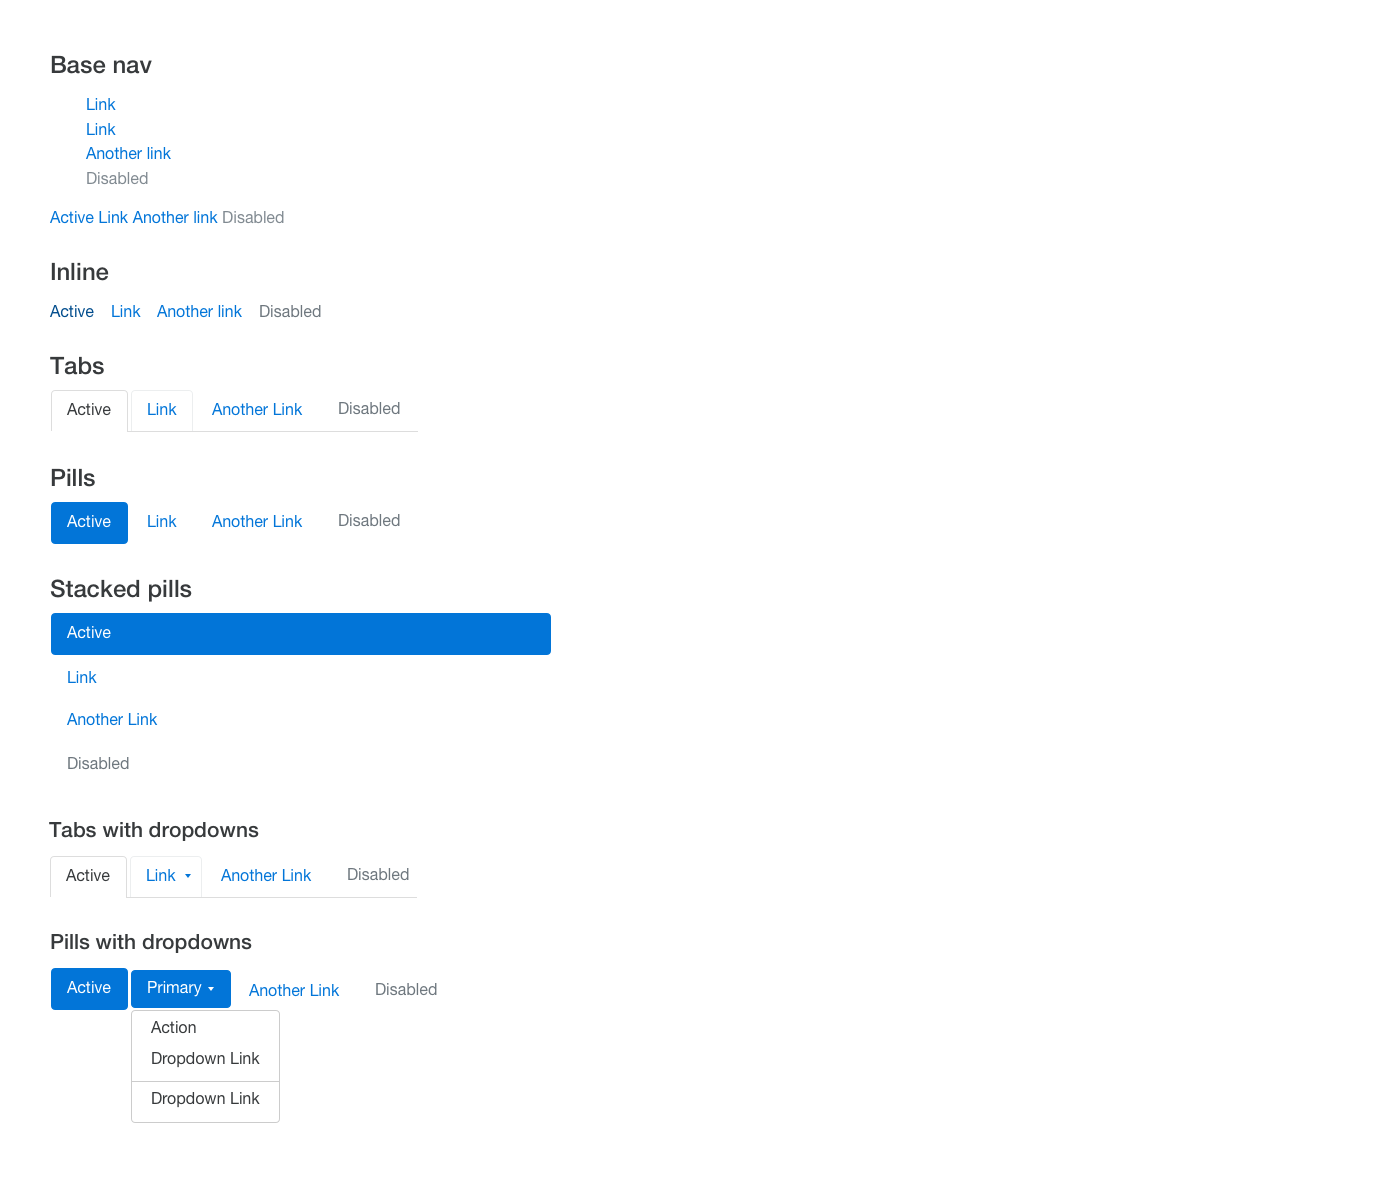 Base nav
Link
Link
Another link
Disabled
Active Link Another link Disabled
Inline
Active Link Another link Disabled
Tabs
Active Link Another Link Disabled
Pills
Active Link Another Link Disabled
Stacked pills
Active
Link
Another Link
Disabled
Tabs with dropdowns
Active Link Another Link Disabled
Pills with dropdowns
Active Primary Another Link Disabled
Action
Dropdown Link
Dropdown Link